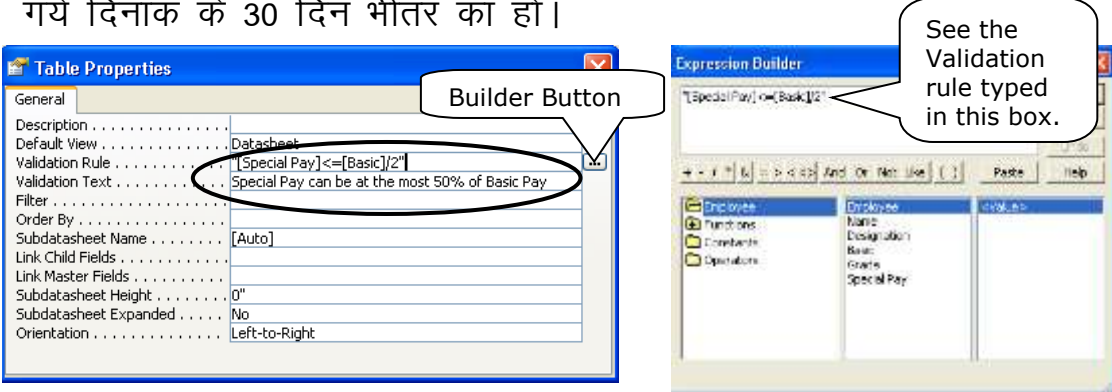 गये दिनाक के 30 दिन भीतर का हो।
Table Properties
General
Description . . . . . . . . . . . . . . .
Default View . . . . . . . . . . . . . Datasheet
Validation Rule . . . . . . . . . . . "[Special Pay]<=[Basic]/2"
Validation Text . . . . . . . . . . . Special Pay can be at the most 50% of Basic Pay
Filter . . . . . . . . . . . . . . . . . . .
Order By . . . . . . . . . . . . . . . .
Subdatasheet Name . . . . . . . . [Auto]
Link Child Fields . . . . . . . . . . .
Link Master Fields . . . . . . . . . .
Subdatasheet Height . . . . . . . . 0"
Subdatasheet Expanded . . . . . No
Orientation . . . . . . . . . . . . . . Left-to-Right
Builder Button
...
Expression Builder
"[Special Pay]<=[Basic]/2"
See the
Validation
rule typed
in this box.
+ - / * & = > < <> And Or Not Like ( ) Paste Help
Employee
Functions
Constants
Operators
Employee
Name
Designation
Basic
Grade
Special Pay
<Value>